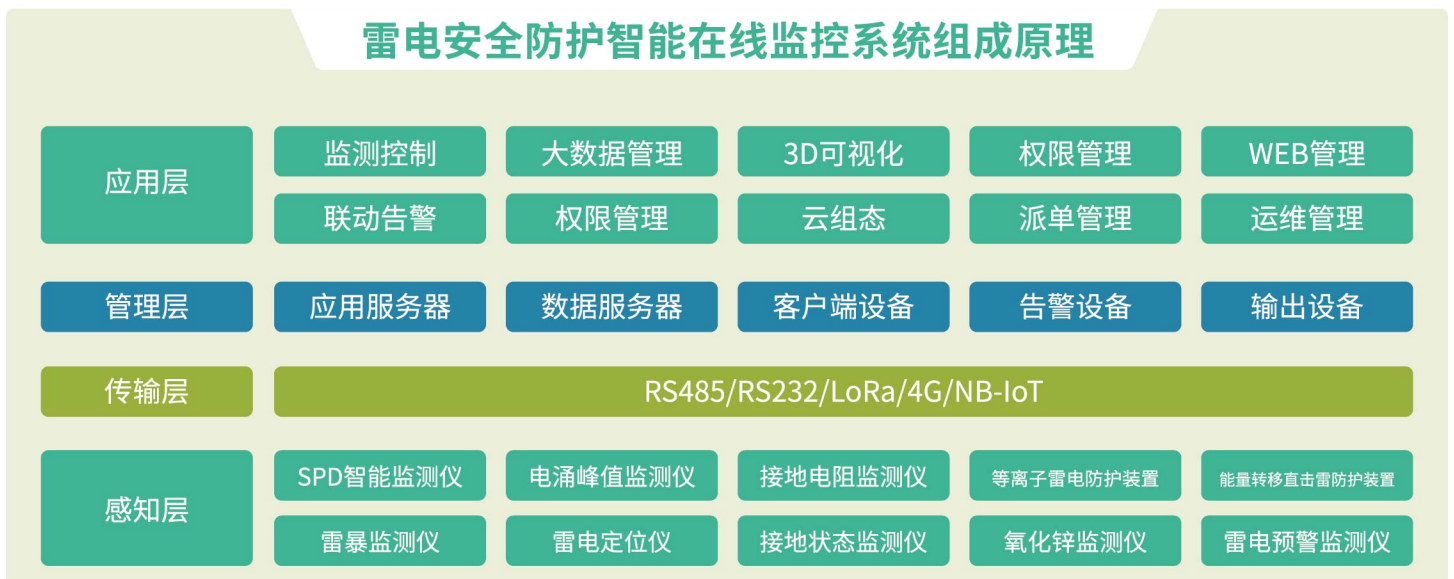 雷电安全防护智能在线监控系统组成原理
应用层
监测控制 大数据管理 3D可视化 权限管理 WEB管理
联动告警 权限管理 云组态 派单管理 运维管理
管理层 应用服务器 数据服务器 客户端设备 告警设备 输出设备
传输层 RS485/RS232/LoRa/4G/NB-IoT
感知层
SPD智能监测仪 电涌峰值监测仪 接地电阻监测仪 等离子雷电防护装置 能量转移直击雷防护装置
雷暴监测仪 雷电定位仪 接地状态监测仪 氧化锌监测仪 雷电预警监测仪